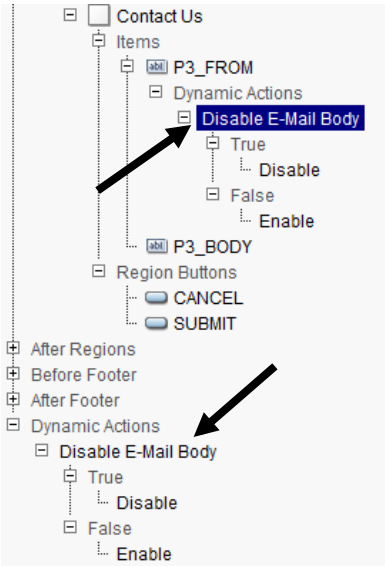 Contact Us
Items
P3_FROM
Dynamic Actions
Disable E-Mail Body
True
Disable
False
Enable
P3_BODY
Region Buttons
CANCEL
SUBMIT
After Regions
Before Footer
After Footer
Dynamic Actions
Disable E-Mail Body
True
Disable
False
Enable